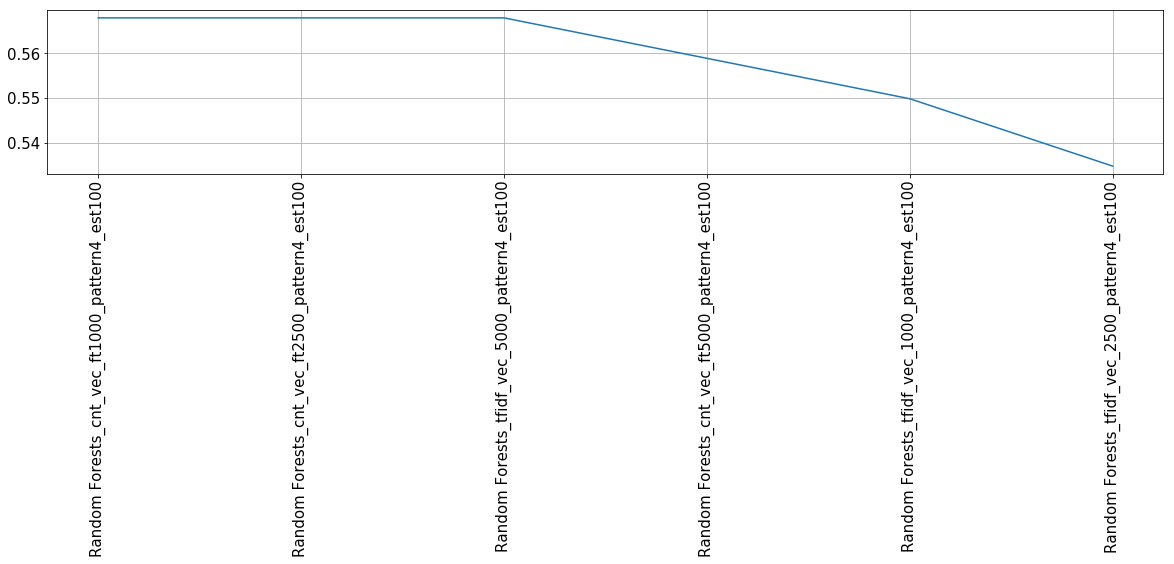 0.56
0.55
0.54
Random Forests_cnt_vec_ft1000_pattern4_est100
Random Forests_cnt_vec_ft2500_pattern4_est100
Random Forests_tfidf_vec_5000_pattern4_est100
Random Forests_cnt_vec_ft5000_pattern4_est100
Random Forests_tfidf_vec_1000_pattern4_est100
Random Forests_tfidf_vec_2500_pattern4_est100